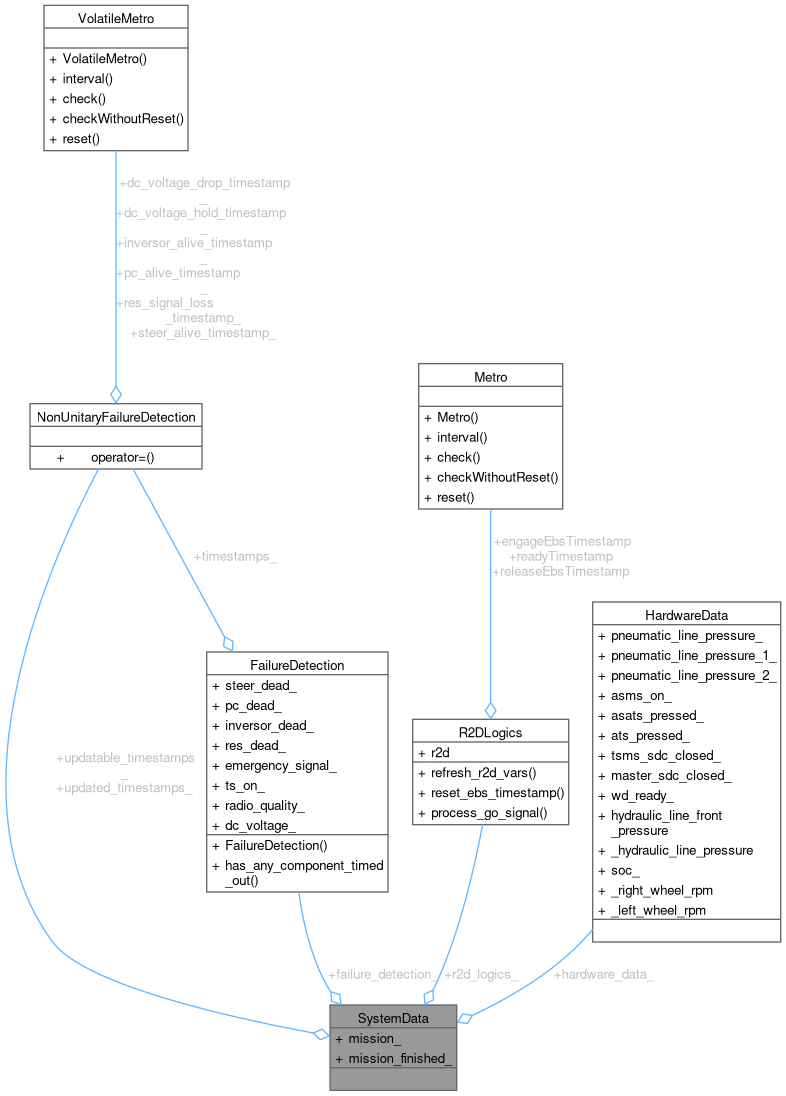 VolatileMetro
+ VolatileMetro()
+ interval()
+ check()
+ checkWithoutReset()
+ reset()
+dc_voltage_drop_timestamp
_
+dc_voltage_hold_timestamp
_
+inversor_alive_timestamp
_
+pc_alive_timestamp
_
+res_signal_loss
_timestamp_
+steer_alive_timestamp_
NonUnitaryFailureDetection
+ operator=()
Metro
+ Metro()
+ interval()
+ check()
+ checkWithoutReset()
+ reset()
+timestamps_
+engageEbsTimestamp
+readyTimestamp
+releaseEbsTimestamp
FailureDetection
+ steer_dead_
+ pc_dead_
+ inversor_dead_
+ res_dead_
+ emergency_signal_
+ ts_on_
+ radio_quality_
+ dc_voltage_
+ FailureDetection()
+ has_any_component_timed
_out()
R2DLogics
+ r2d
+ refresh_r2d_vars()
+ reset_ebs_timestamp()
+ process_go_signal()
HardwareData
+ pneumatic_line_pressure_
+ pneumatic_line_pressure_1_
+ pneumatic_line_pressure_2_
+ asms_on_
+ asats_pressed_
+ ats_pressed_
+ tsms_sdc_closed_
+ master_sdc_closed_
+ wd_ready_
+ hydraulic_line_front
_pressure
+ _hydraulic_line_pressure
+ soc_
+ _right_wheel_rpm
+ _left_wheel_rpm
+updatable_timestamps
_
+updated_timestamps_
+failure_detection_
+r2d_logics_
+hardware_data_
SystemData
+ mission_
+ mission_finished_